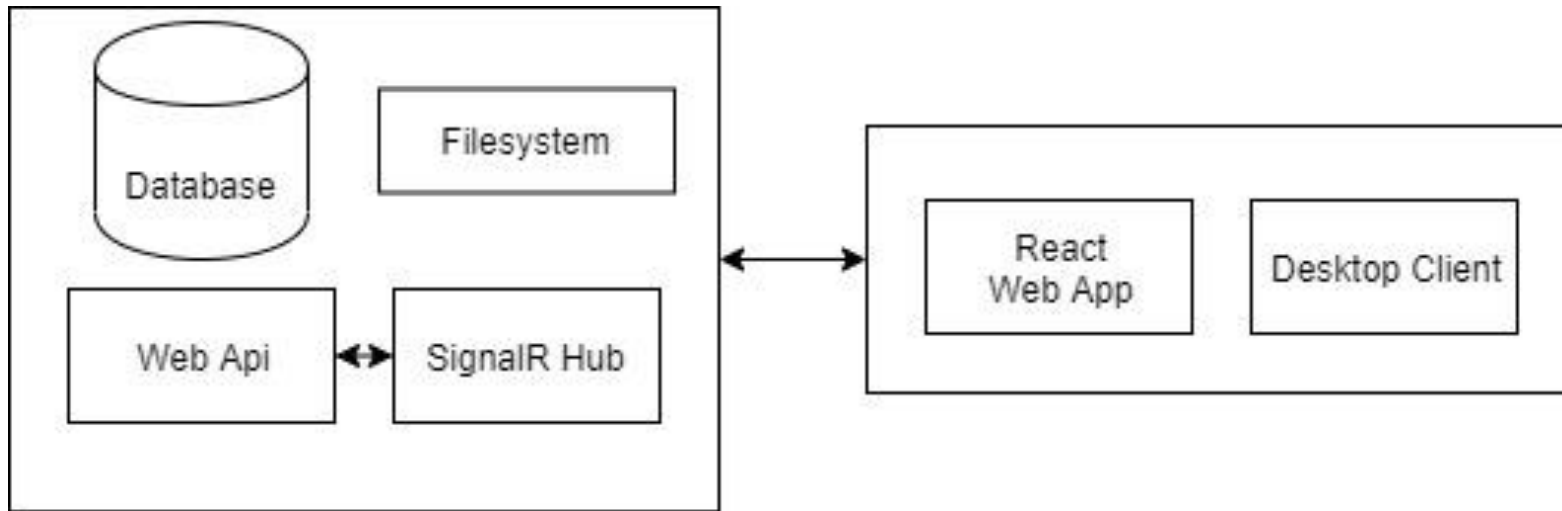 Database
Filesystem
Web Api
SignalR Hub
React
Web App
Desktop Client